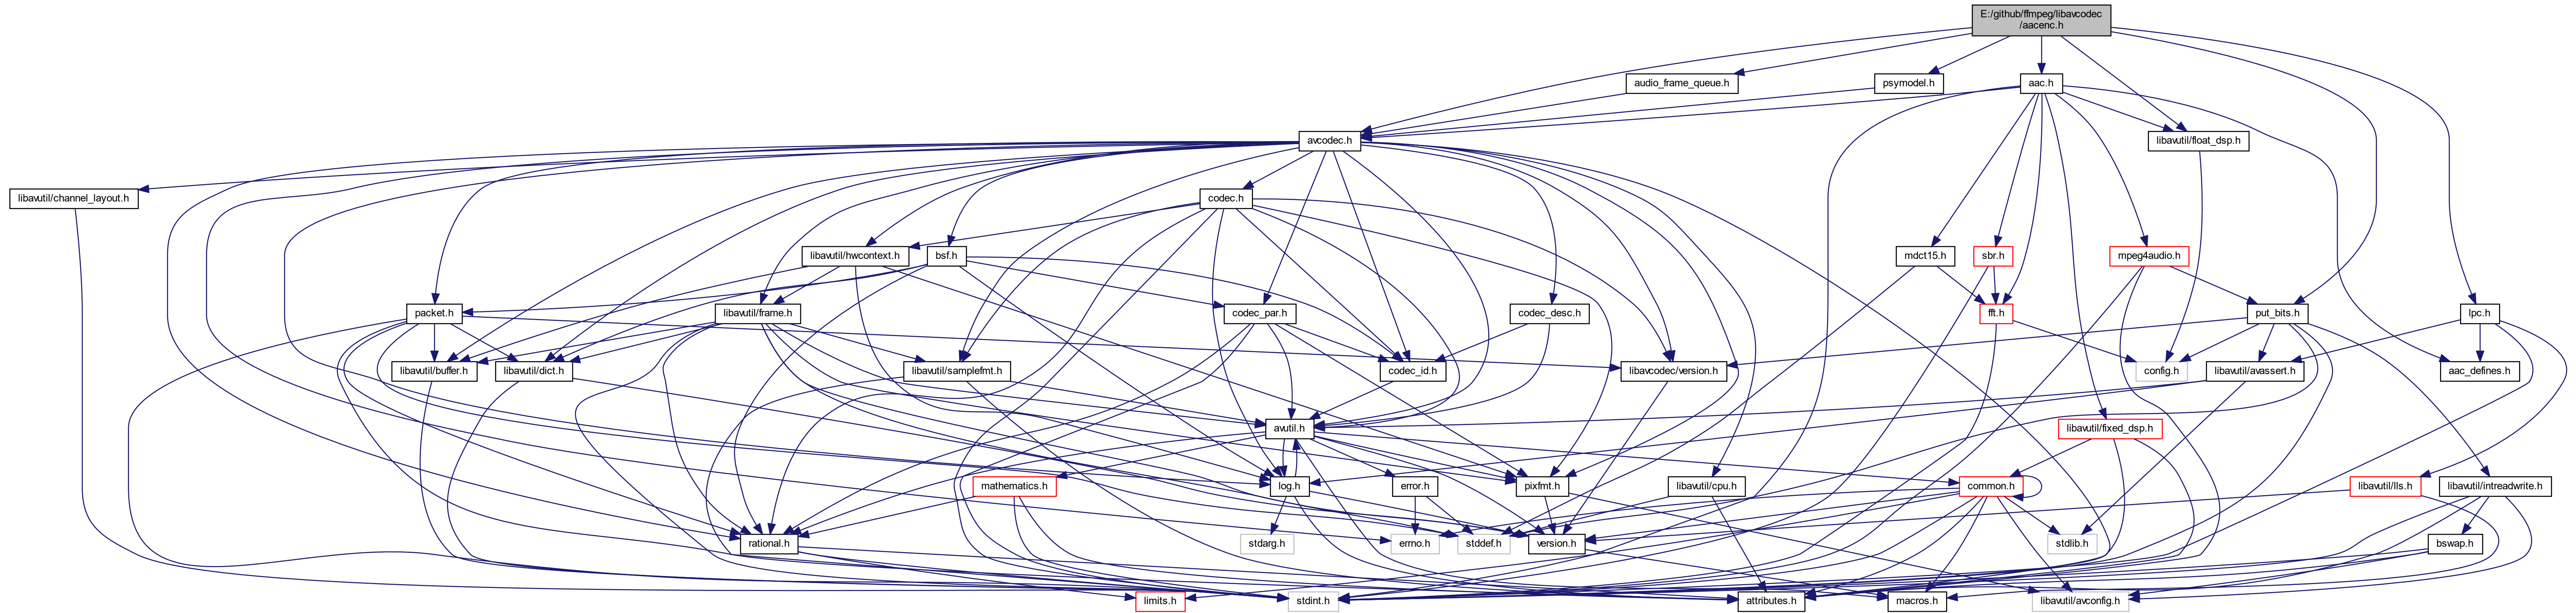 E:/github/ffmpeg/libavcodec
/aacenc.h
audio_frame_queue.h
psymodel.h
aac.h
avcodec.h
libavutil/float_dsp.h
libavutil/channel_layout.h
codec.h
libavutil/hwcontext.h
bsf.h
mdct15.h
sbr.h
mpeg4audio.h
packet.h
libavutil/frame.h
codec_par.h
codec_desc.h
fft.h
put_bits.h
lpc.h
libavutil/buffer.h
libavutil/dict.h
libavutil/samplefmt.h
codec_id.h
libavcodec/version.h
config.h
libavutil/avassert.h
aac_defines.h
avutil.h
libavutil/fixed_dsp.h
mathematics.h
log.h
error.h
pixfmt.h
libavutil/cpu.h
common.h
libavutil/lls.h
libavutil/intreadwrite.h
rational.h
stdarg.h
errno.h
stddef.h
version.h
stdlib.h
bswap.h
limits.h
stdint.h
attributes.h
macros.h
libavutil/avconfig.h